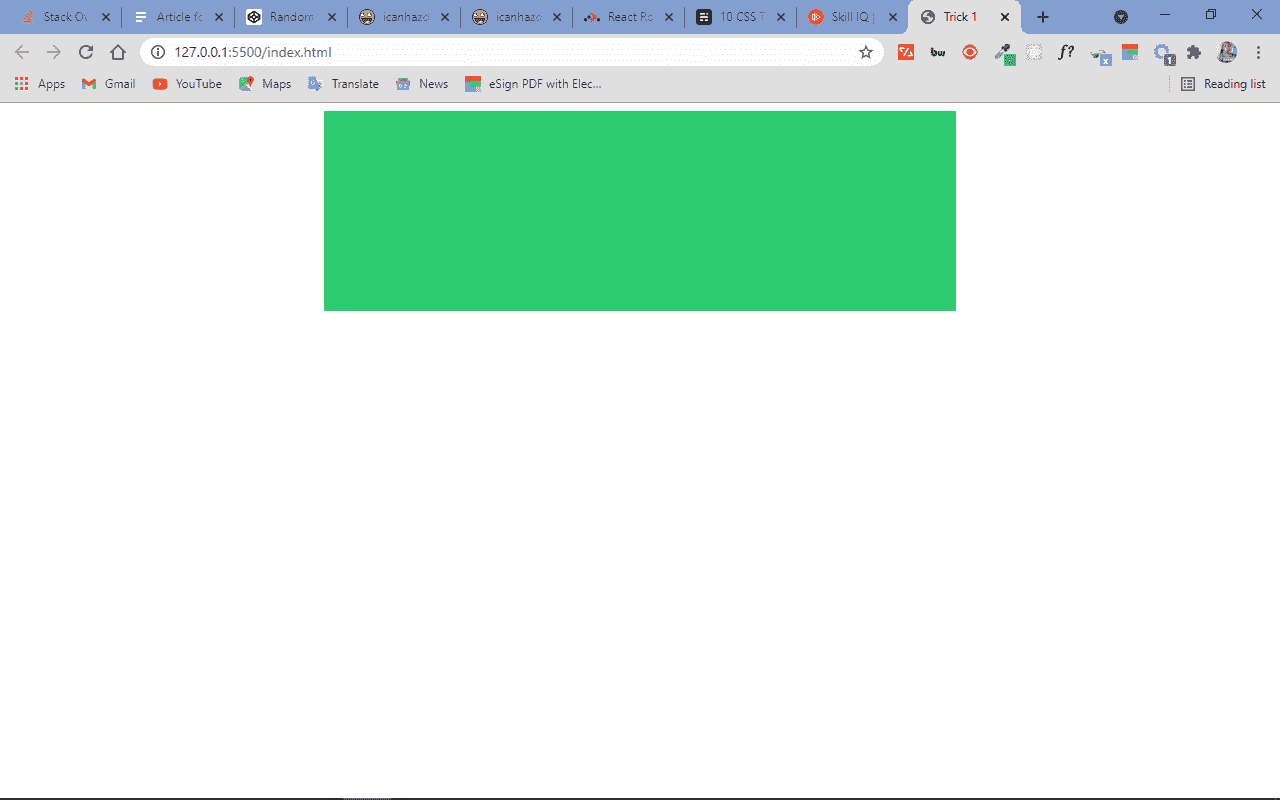 Stack Ov Article fo Random icanhazd icanhazd React Ro 10 CSS T Skill IQ Trick 1
127.0.0.1:5500/index.html
bw f? x 1
Apps Gmail YouTube Maps Translate News eSign PDF with Elec... Reading list